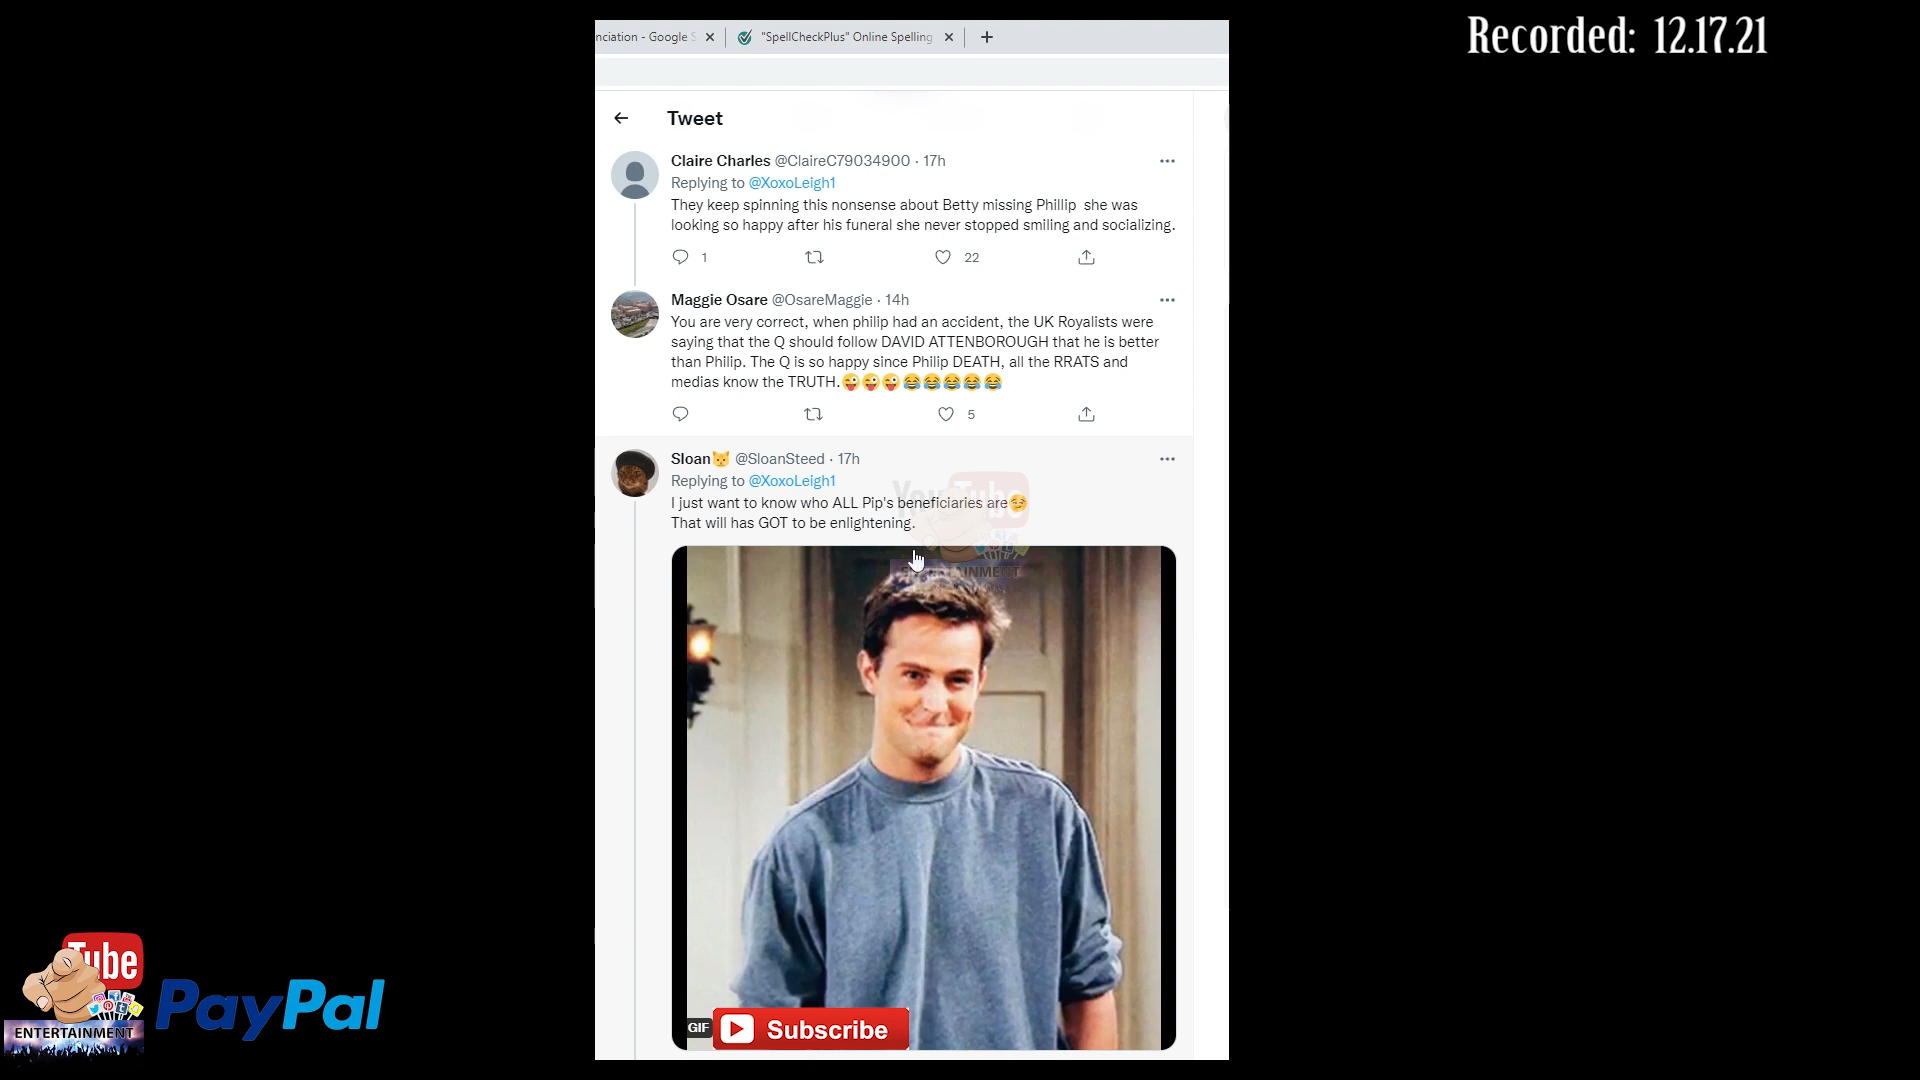 Recorded: 12.17.21
nciation - Google S
"SpellCheckPlus" Online Spelling
Tweet
Claire Charles @ClaireC79034900 · 17h
Replying to @XoxoLeigh1
They keep spinning this nonsense about Betty missing Phillip she was
looking so happy after his funeral she never stopped smiling and socializing.
1
22
Maggie Osare @OsareMaggie · 14h
You are very correct, when philip had an accident, the UK Royalists were
saying that the Q should follow DAVID ATTENBOROUGH that he is better
than Philip. The Q is so happy since Philip DEATH, all the RRATS and
medias know the TRUTH.😜😜😜😂😂😂😂😂
5
Sloan😺 @SloanSteed · 17h
Replying to @XoxoLeigh1
I just want to know who ALL Pip's beneficiaries are😏
That will has GOT to be enlightening.
YouTube
ENTERTAINMENT
GIF
Subscribe
Tube
ENTERTAINMENT
PayPal